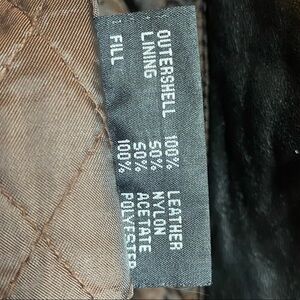 OUTERSHELL 100% LEATHER
LINING 50% NYLON
50% ACETATE
FILL 100% POLYESTER